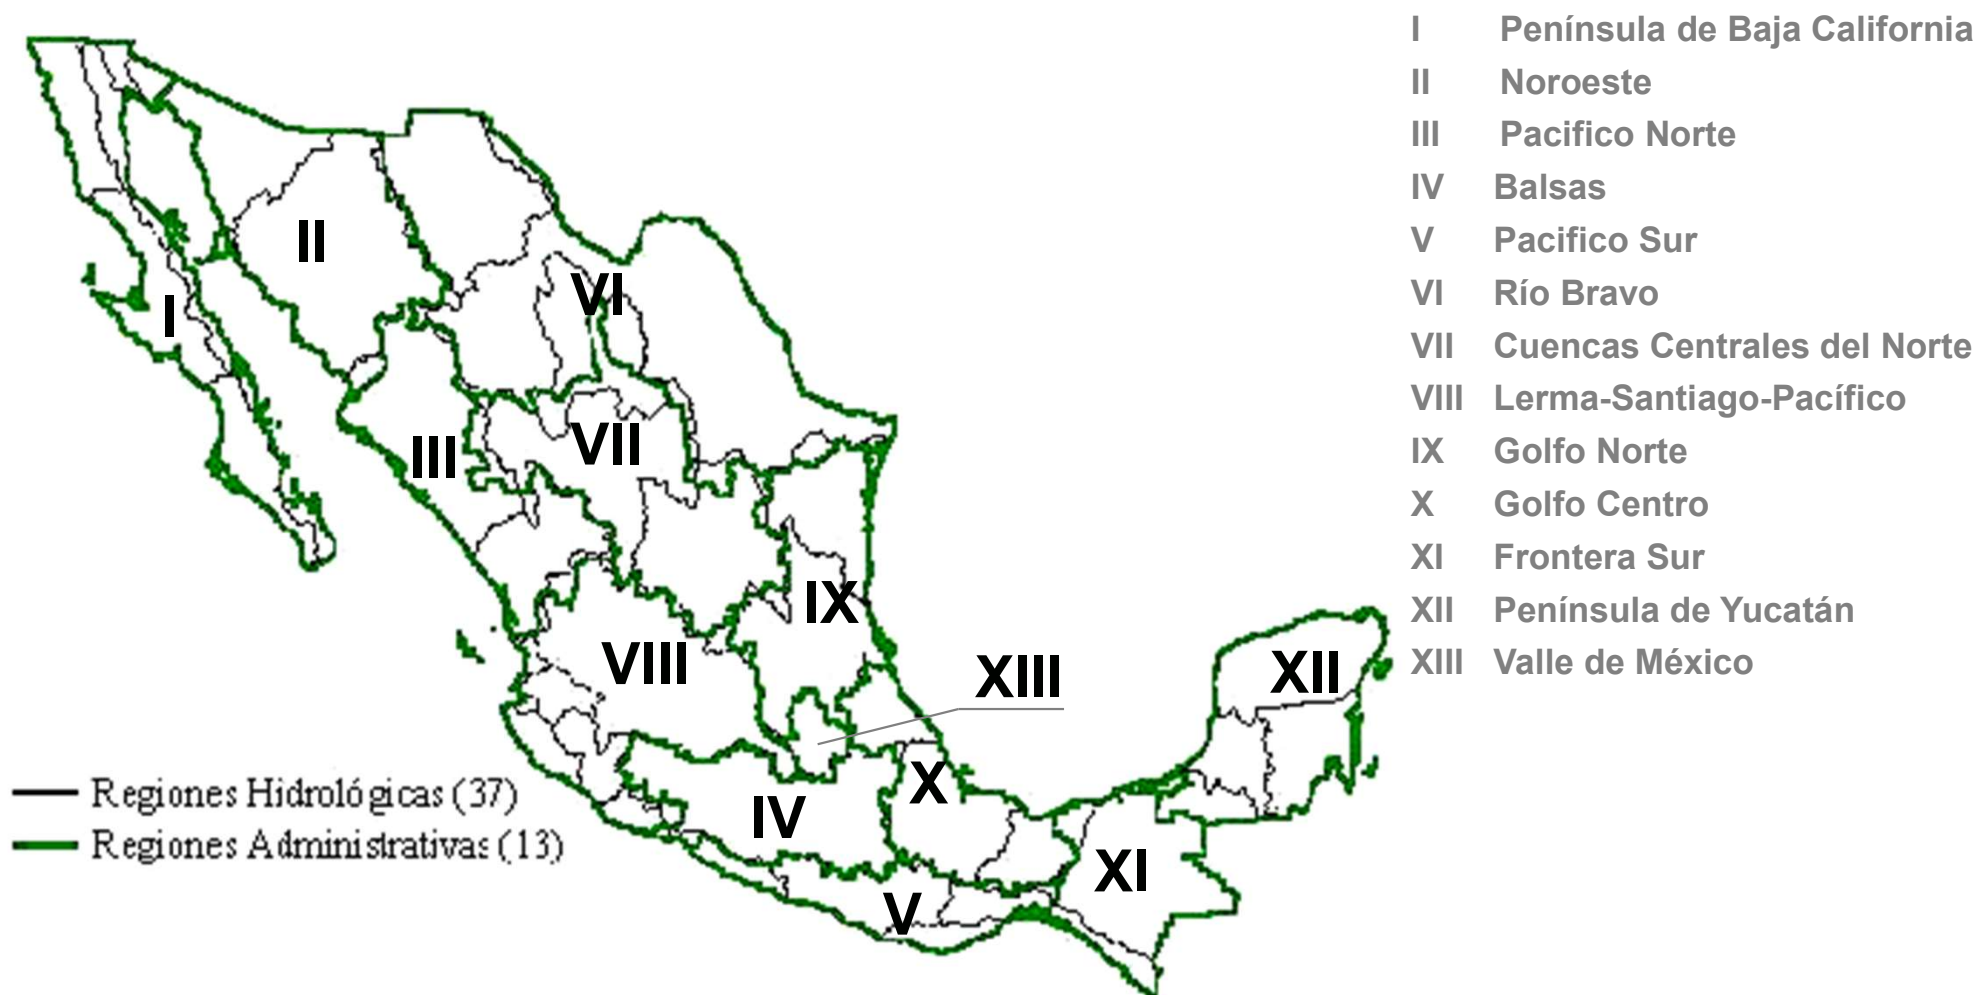 I Península de Baja California
II Noroeste
III Pacifico Norte
IV Balsas
V Pacifico Sur
VI Río Bravo
VII Cuencas Centrales del Norte
VIII Lerma-Santiago-Pacífico
IX Golfo Norte
X Golfo Centro
XI Frontera Sur
XII Península de Yucatán
XIII Valle de México
II
VI
I
VII
III
IX
VIII
XIII
XII
X
IV
XI
V
Regiones Hidrológicas (37)
Regiones Administrativas (13)